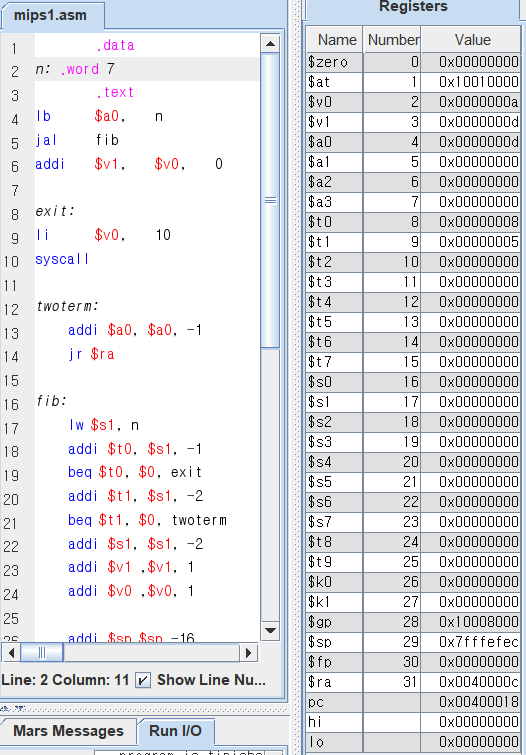 mips1.asm
1 .data
2 n: .word 7
3 .text
4 lb $a0, n
5 jal fib
6 addi $v1, $v0, 0
7
8 exit:
9 li $v0, 10
10 syscall
11
12 twoterm:
13 addi $a0, $a0, -1
14 jr $ra
15
16 fib:
17 lw $s1, n
18 addi $t0, $s1, -1
19 beq $t0, $0, exit
20 addi $t1, $s1, -2
21 beq $t1, $0, twoterm
22 addi $s1, $s1, -2
23 addi $v1 ,$v1, 1
24 addi $v0 ,$v0, 1
25
26 addi $sp $sp -16
Line: 2 Column: 11 Show Line Nu...
Mars Messages Run I/O
Registers
Name Number Value
$zero 0 0x00000000
$at 1 0x10010000
$v0 2 0x0000000a
$v1 3 0x0000000d
$a0 4 0x0000000d
$a1 5 0x00000000
$a2 6 0x00000000
$a3 7 0x00000000
$t0 8 0x00000008
$t1 9 0x00000005
$t2 10 0x00000000
$t3 11 0x00000000
$t4 12 0x00000000
$t5 13 0x00000000
$t6 14 0x00000000
$t7 15 0x00000000
$s0 16 0x00000000
$s1 17 0x00000000
$s2 18 0x00000000
$s3 19 0x00000000
$s4 20 0x00000000
$s5 21 0x00000000
$s6 22 0x00000000
$s7 23 0x00000000
$t8 24 0x00000000
$t9 25 0x00000000
$k0 26 0x00000000
$k1 27 0x00000000
$gp 28 0x10008000
$sp 29 0x7fffefec
$fp 30 0x00000000
$ra 31 0x0040000c
pc 0x00400018
hi 0x00000000
lo 0x00000000